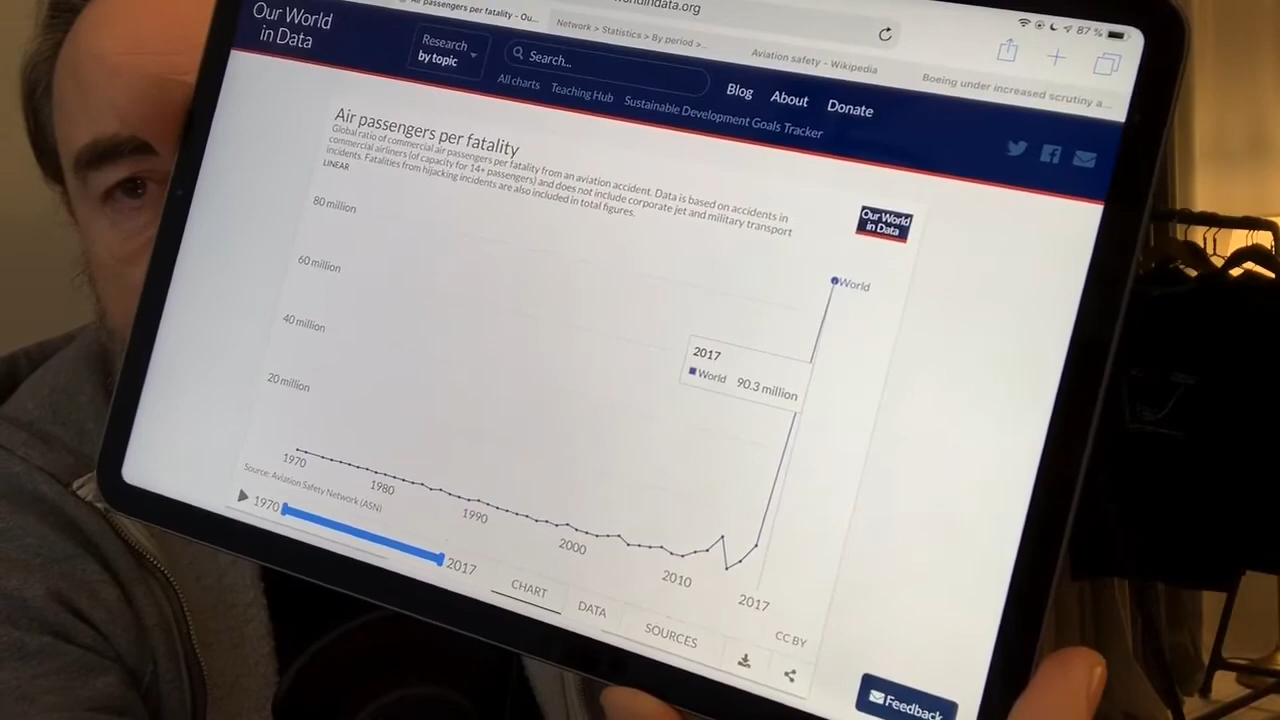 worldindata.org
87 %
Air passengers per fatality - Ou...
Network > Statistics > By period >...
Aviation safety - Wikipedia
Boeing under increased scrutiny a...
Our World
in Data
Research
by topic
Search...
All charts
Teaching Hub
Sustainable Development Goals Tracker
Blog
About
Donate
Air passengers per fatality
Global ratio of commercial air passengers per fatality from an aviation accident. Data is based on accidents in
commercial airliners (of capacity for 14+ passengers) and does not include corporate jet and military transport
incidents. Fatalities from hijacking incidents are also included in total figures.
LINEAR
Our World
in Data
80 million
60 million
40 million
20 million
World
2017
World 90.3 million
1970
1980
1990
2000
2010
2017
Source: Aviation Safety Network (ASN)
CC BY
1970
2017
CHART
DATA
SOURCES
Feedback